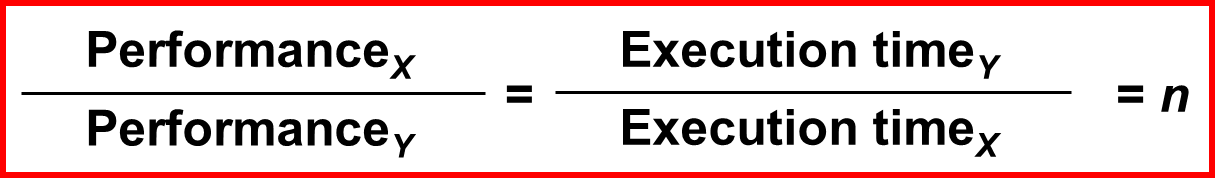 Performance_X / Performance_Y = Execution time_Y / Execution time_X = n